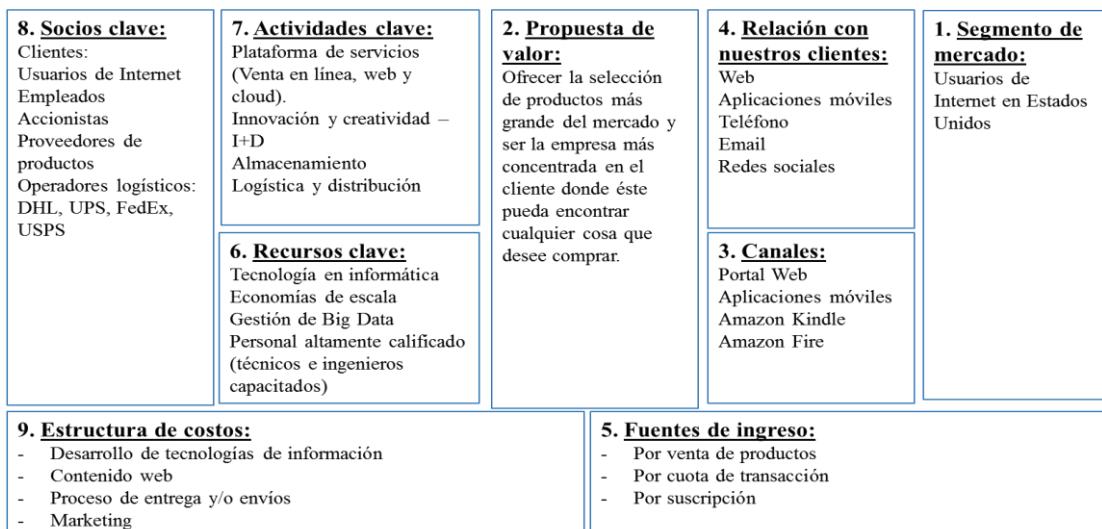 8. Socios clave:
Clientes:
Usuarios de Internet
Empleados
Accionistas
Proveedores de
productos
Operadores logísticos:
DHL, UPS, FedEx,
USPS
7. Actividades clave:
Plataforma de servicios
(Venta en línea, web y
cloud).
Innovación y creatividad –
I+D
Almacenamiento
Logística y distribución
6. Recursos clave:
Tecnología en informática
Economías de escala
Gestión de Big Data
Personal altamente calificado
(técnicos e ingenieros
capacitados)
2. Propuesta de
valor:
Ofrecer la selección
de productos más
grande del mercado y
ser la empresa más
concentrada en el
cliente donde éste
pueda encontrar
cualquier cosa que
desee comprar.
4. Relación con
nuestros clientes:
Web
Aplicaciones móviles
Teléfono
Email
Redes sociales
3. Canales:
Portal Web
Aplicaciones móviles
Amazon Kindle
Amazon Fire
1. Segmento de
mercado:
Usuarios de
Internet en Estados
Unidos
9. Estructura de costos:
- Desarrollo de tecnologías de información
- Contenido web
- Proceso de entrega y/o envíos
- Marketing
5. Fuentes de ingreso:
- Por venta de productos
- Por cuota de transacción
- Por suscripción